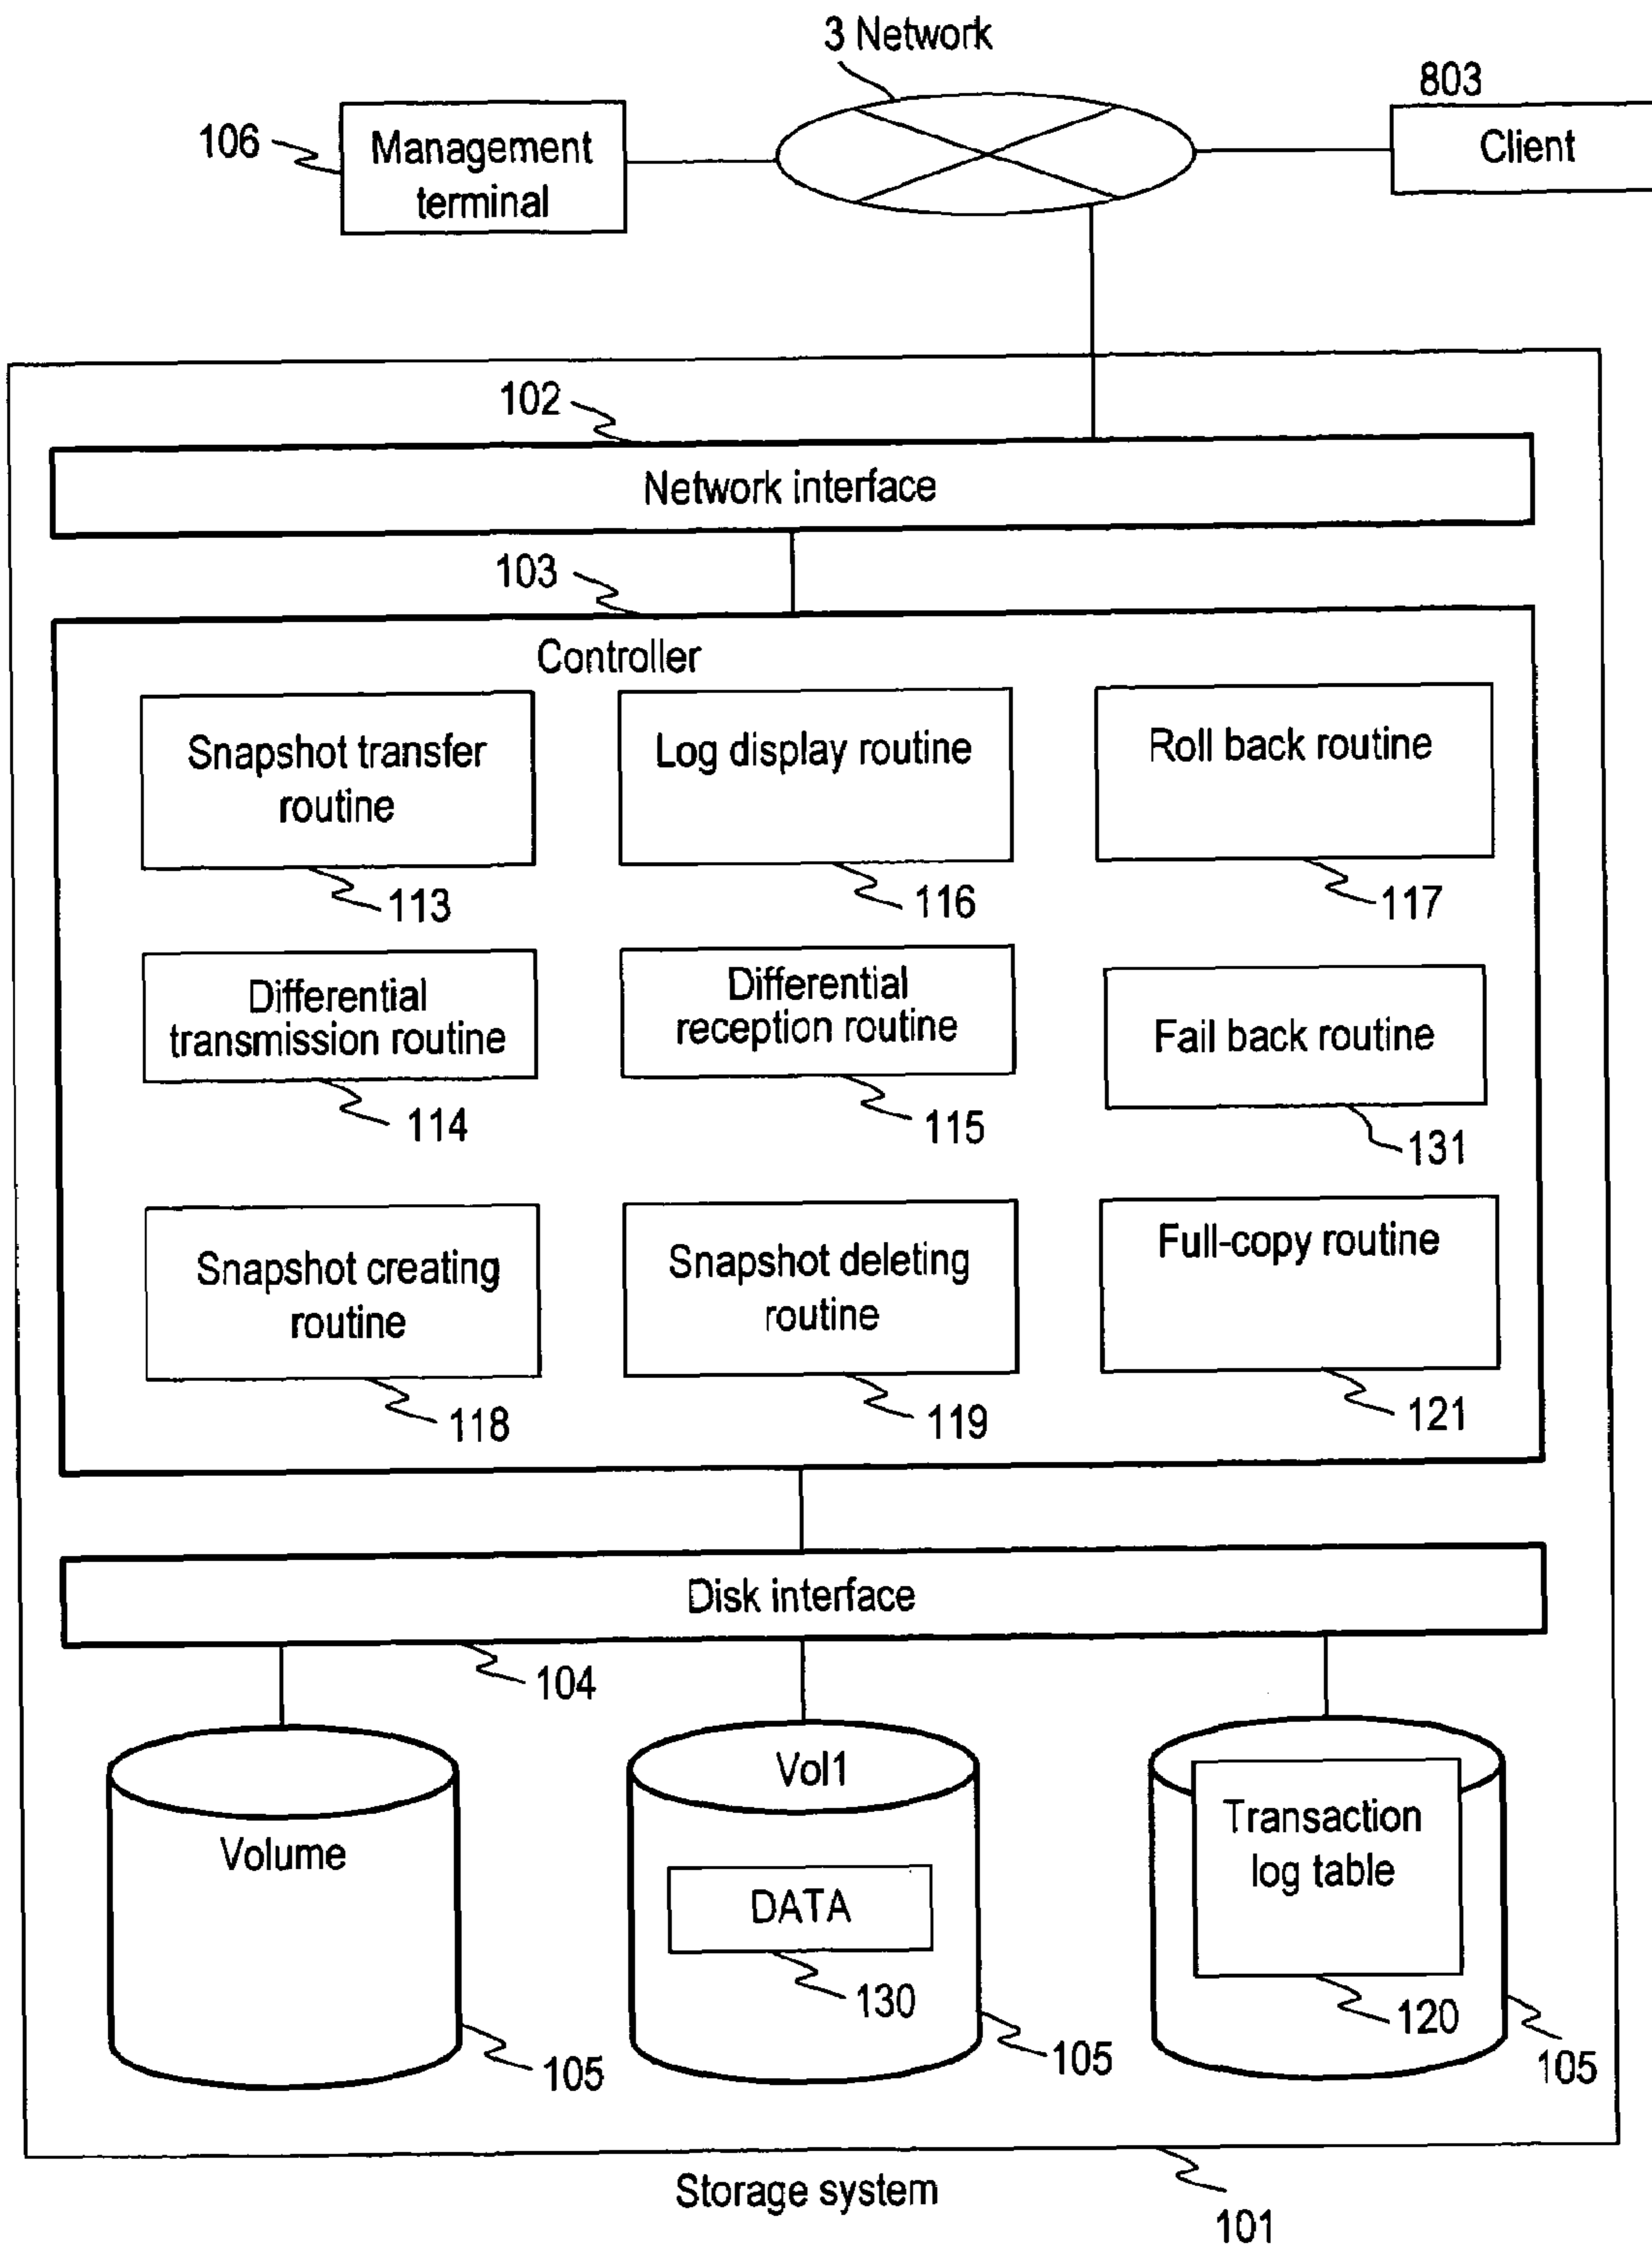 3 Network
803
106
Management
terminal
Client
102
Network interface
103
Controller
Snapshot transfer
routine
Log display routine
Roll back routine
113
116
117
Differential
transmission routine
Differential
reception routine
Fail back routine
114
115
131
Snapshot creating
routine
Snapshot deleting
routine
Full-copy routine
118
119
121
Disk interface
104
Volume
Vol1
DATA
130
Transaction
log table
120
105
105
105
Storage system
101